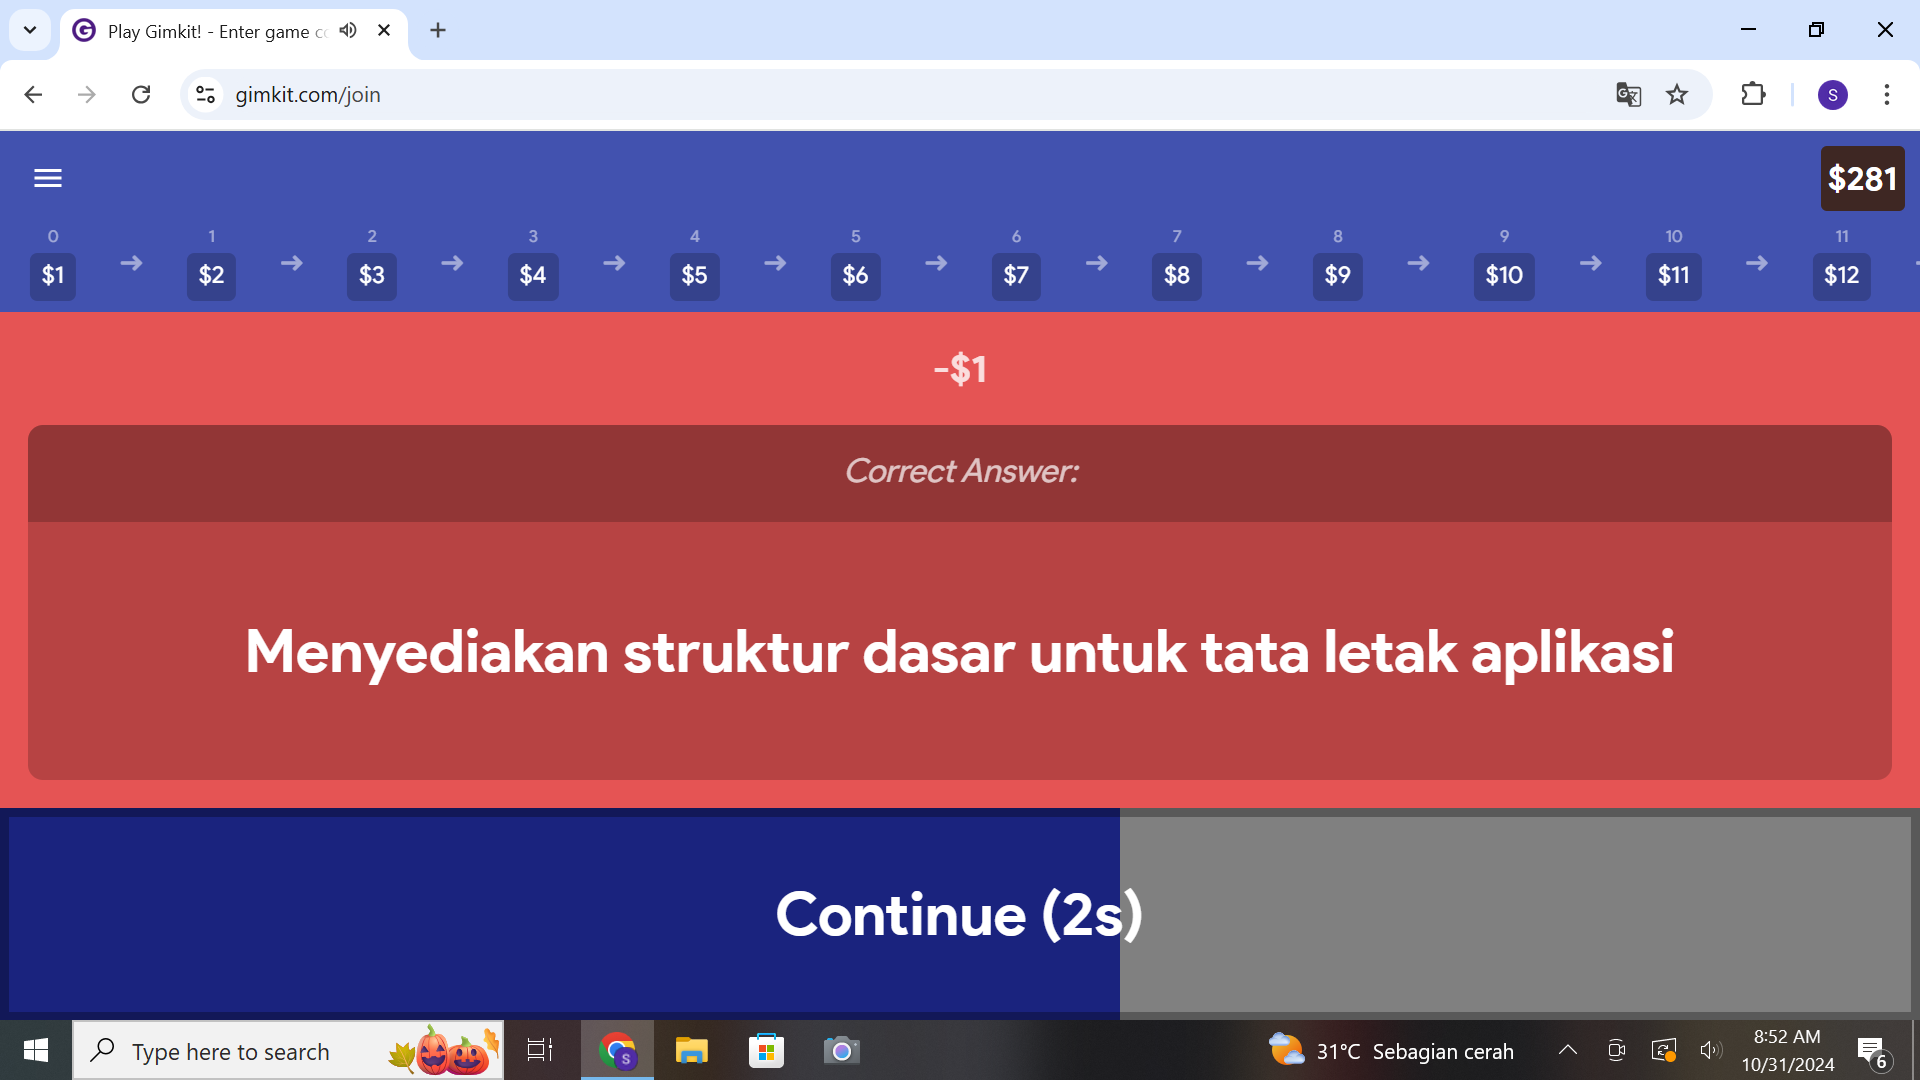 Play Gimkit! - Enter game c
gimkit.com/join
S
$281
0 1 2 3 4 5 6 7 8 9 10 11
$1 $2 $3 $4 $5 $6 $7 $8 $9 $10 $11 $12
-$1
Correct Answer:
Menyediakan struktur dasar untuk tata letak aplikasi
Continue (2s)
Type here to search
S
31°C Sebagian cerah
8:52 AM
10/31/2024
6